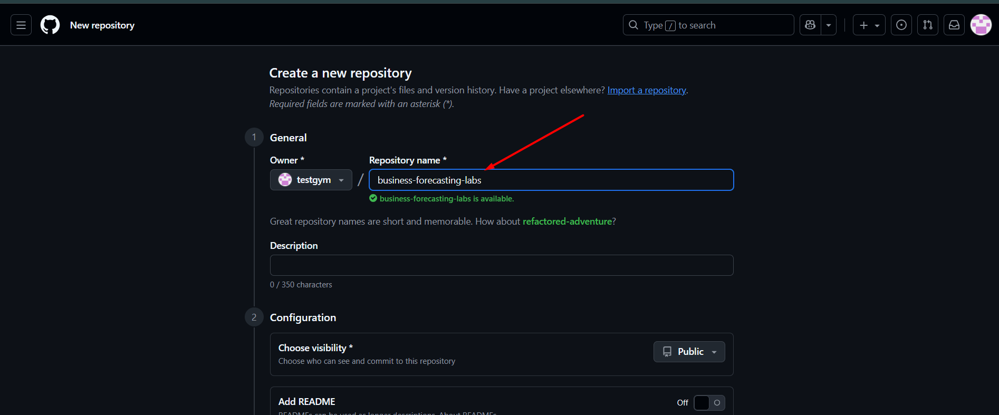 New repository
Type / to search
Create a new repository
Repositories contain a project's files and version history. Have a project elsewhere? Import a repository.
Required fields are marked with an asterisk (*).
1 General
Owner * Repository name *
testgym / business-forecasting-labs
business-forecasting-labs is available.
Great repository names are short and memorable. How about refactored-adventure?
Description
0 / 350 characters
2 Configuration
Choose visibility * Public
Choose who can see and commit to this repository
Add README Off
READMEs can be used as longer descriptions. About READMEs